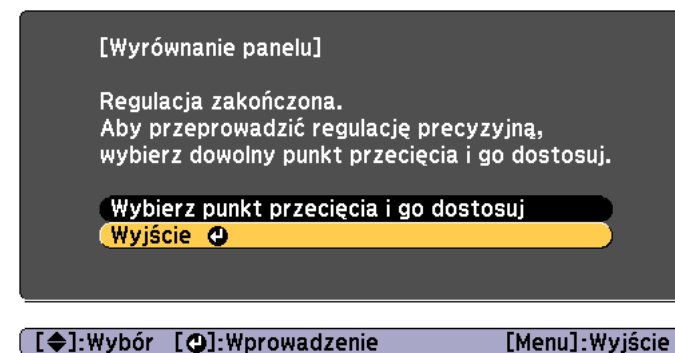 [Wyrównanie panelu]
Regulacja zakończona.
Aby przeprowadzić regulację precyzyjną,
wybierz dowolny punkt przecięcia i go dostosuj.
Wybierz punkt przecięcia i go dostosuj
Wyjście
[◆]:Wybór [⏎]:Wprowadzenie [Menu]:Wyjście